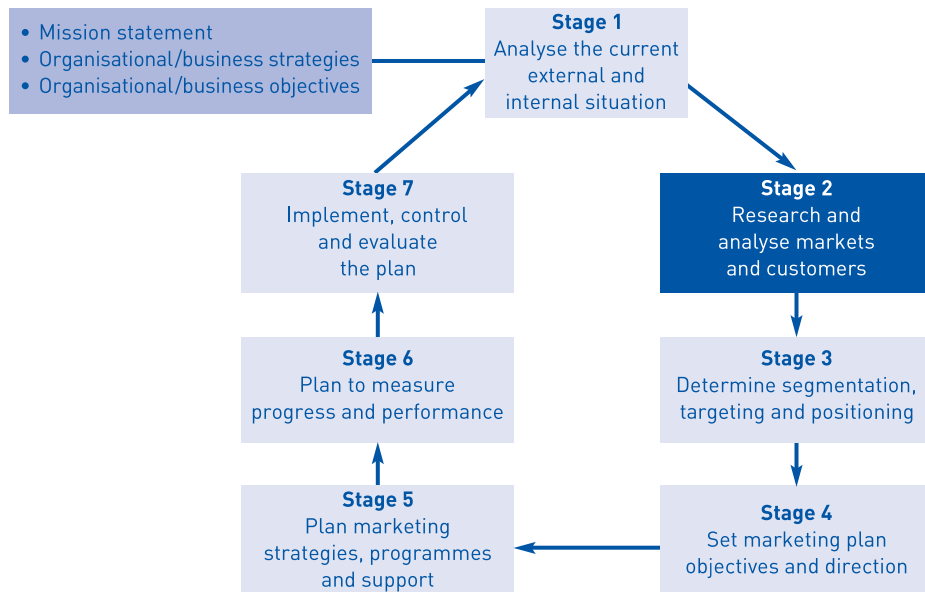 • Mission statement
• Organisational/business strategies
• Organisational/business objectives
Stage 1
Analyse the current
external and
internal situation
Stage 2
Research and
analyse markets
and customers
Stage 3
Determine segmentation,
targeting and positioning
Stage 4
Set marketing plan
objectives and direction
Stage 5
Plan marketing
strategies, programmes
and support
Stage 6
Plan to measure
progress and performance
Stage 7
Implement, control
and evaluate
the plan